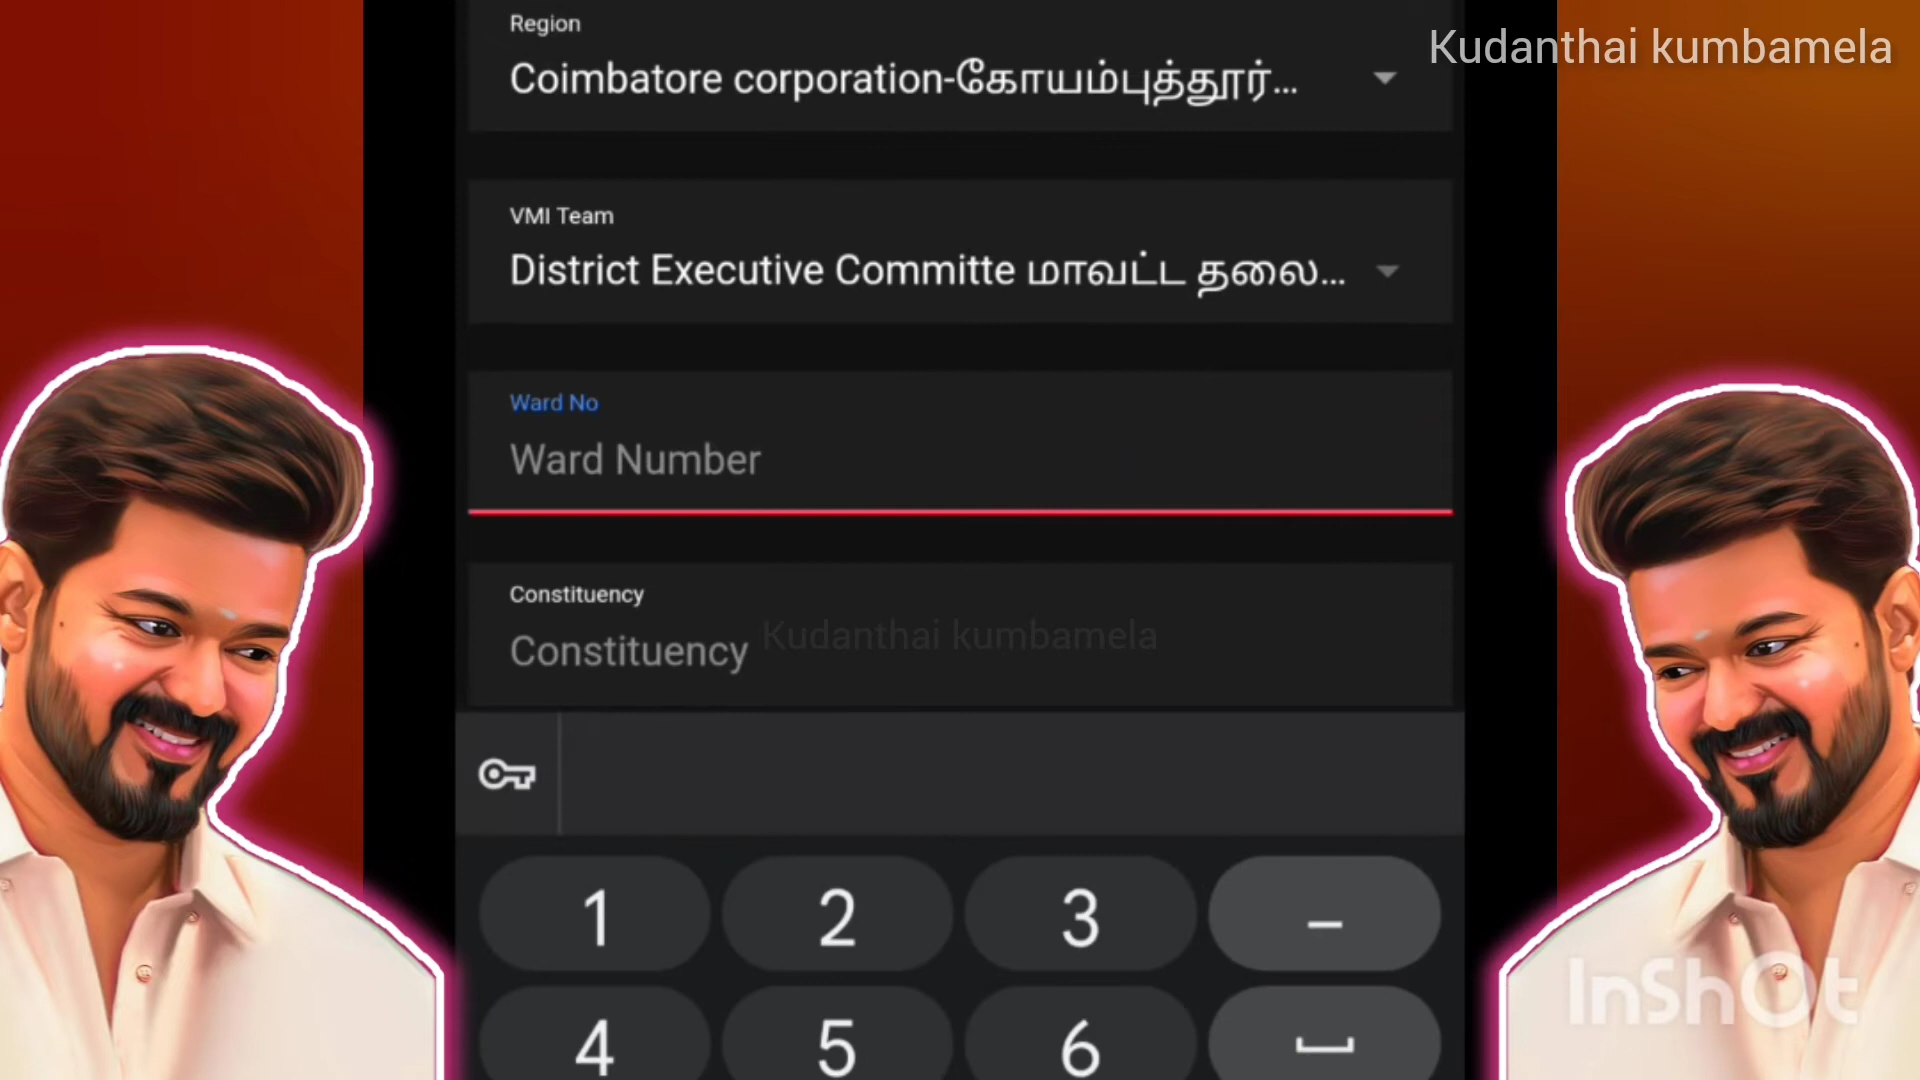 Region
Kudanthai kumbamela
Coimbatore corporation-கோயம்புத்தூர்...
VMI Team
District Executive Committe மாவட்ட தலை...
Ward No
Ward Number
Constituency
Constituency
Kudanthai kumbamela
1 2 3 –
4 5 6
InShOt